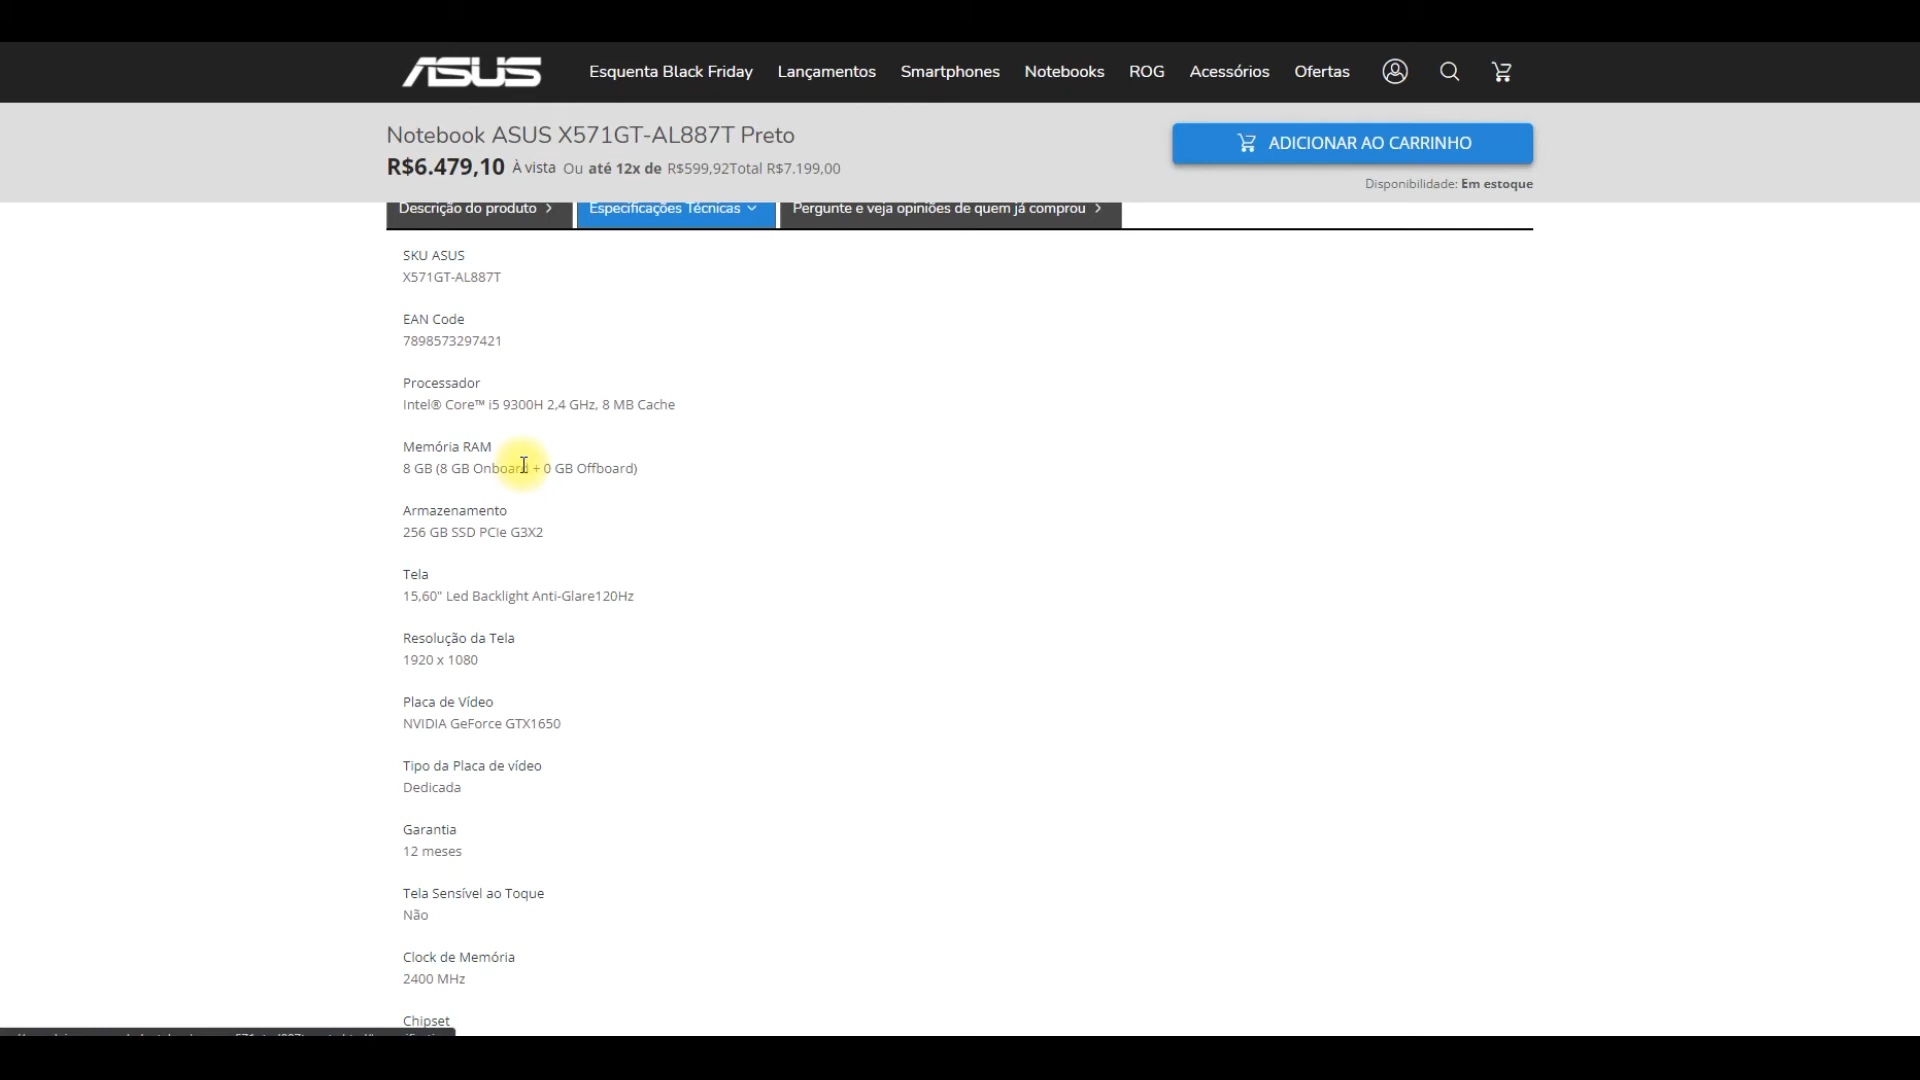 ASUS
Esquenta Black Friday
Lançamentos
Smartphones
Notebooks
ROG
Acessórios
Ofertas
Notebook ASUS X571GT-AL887T Preto
R$6.479,10 À vista Ou até 12x de R$599,92Total R$7.199,00
ADICIONAR AO CARRINHO
Disponibilidade: Em estoque
Descrição do produto
Especificações Técnicas
Pergunte e veja opiniões de quem já comprou
SKU ASUS
X571GT-AL887T
EAN Code
7898573297421
Processador
Intel® Core™ i5 9300H 2,4 GHz, 8 MB Cache
Memória RAM
8 GB (8 GB Onboard + 0 GB Offboard)
Armazenamento
256 GB SSD PCIe G3X2
Tela
15,60" Led Backlight Anti-Glare120Hz
Resolução da Tela
1920 x 1080
Placa de Vídeo
NVIDIA GeForce GTX1650
Tipo da Placa de vídeo
Dedicada
Garantia
12 meses
Tela Sensível ao Toque
Não
Clock de Memória
2400 MHz
Chipset